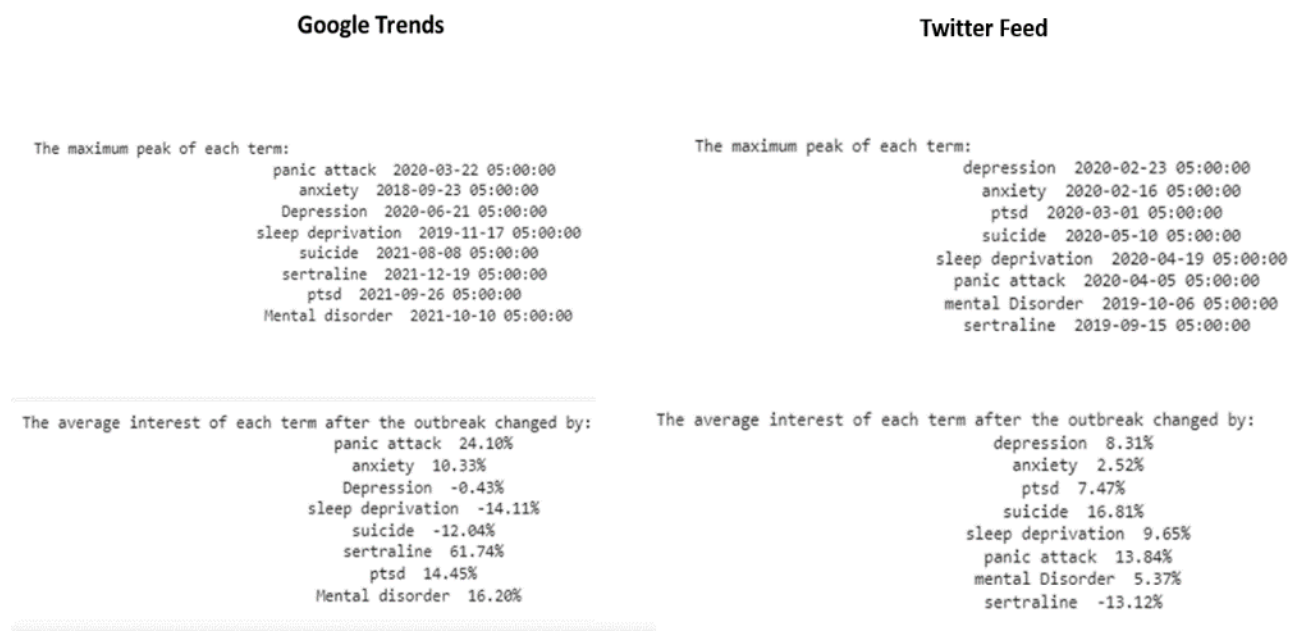 Google Trends
The maximum peak of each term:
panic attack 2020-03-22 05:00:00
anxiety 2018-09-23 05:00:00
Depression 2020-06-21 05:00:00
sleep deprivation 2019-11-17 05:00:00
suicide 2021-08-08 05:00:00
sertraline 2021-12-19 05:00:00
ptsd 2021-09-26 05:00:00
Mental disorder 2021-10-10 05:00:00
The average interest of each term after the outbreak changed by:
panic attack 24.10%
anxiety 10.33%
Depression -0.43%
sleep deprivation -14.11%
suicide -12.04%
sertraline 61.74%
ptsd 14.45%
Mental disorder 16.20%
Twitter Feed
The maximum peak of each term:
depression 2020-02-23 05:00:00
anxiety 2020-02-16 05:00:00
ptsd 2020-03-01 05:00:00
suicide 2020-05-10 05:00:00
sleep deprivation 2020-04-19 05:00:00
panic attack 2020-04-05 05:00:00
mental Disorder 2019-10-06 05:00:00
sertraline 2019-09-15 05:00:00
The average interest of each term after the outbreak changed by:
depression 8.31%
anxiety 2.52%
ptsd 7.47%
suicide 16.81%
sleep deprivation 9.65%
panic attack 13.84%
mental Disorder 5.37%
sertraline -13.12%